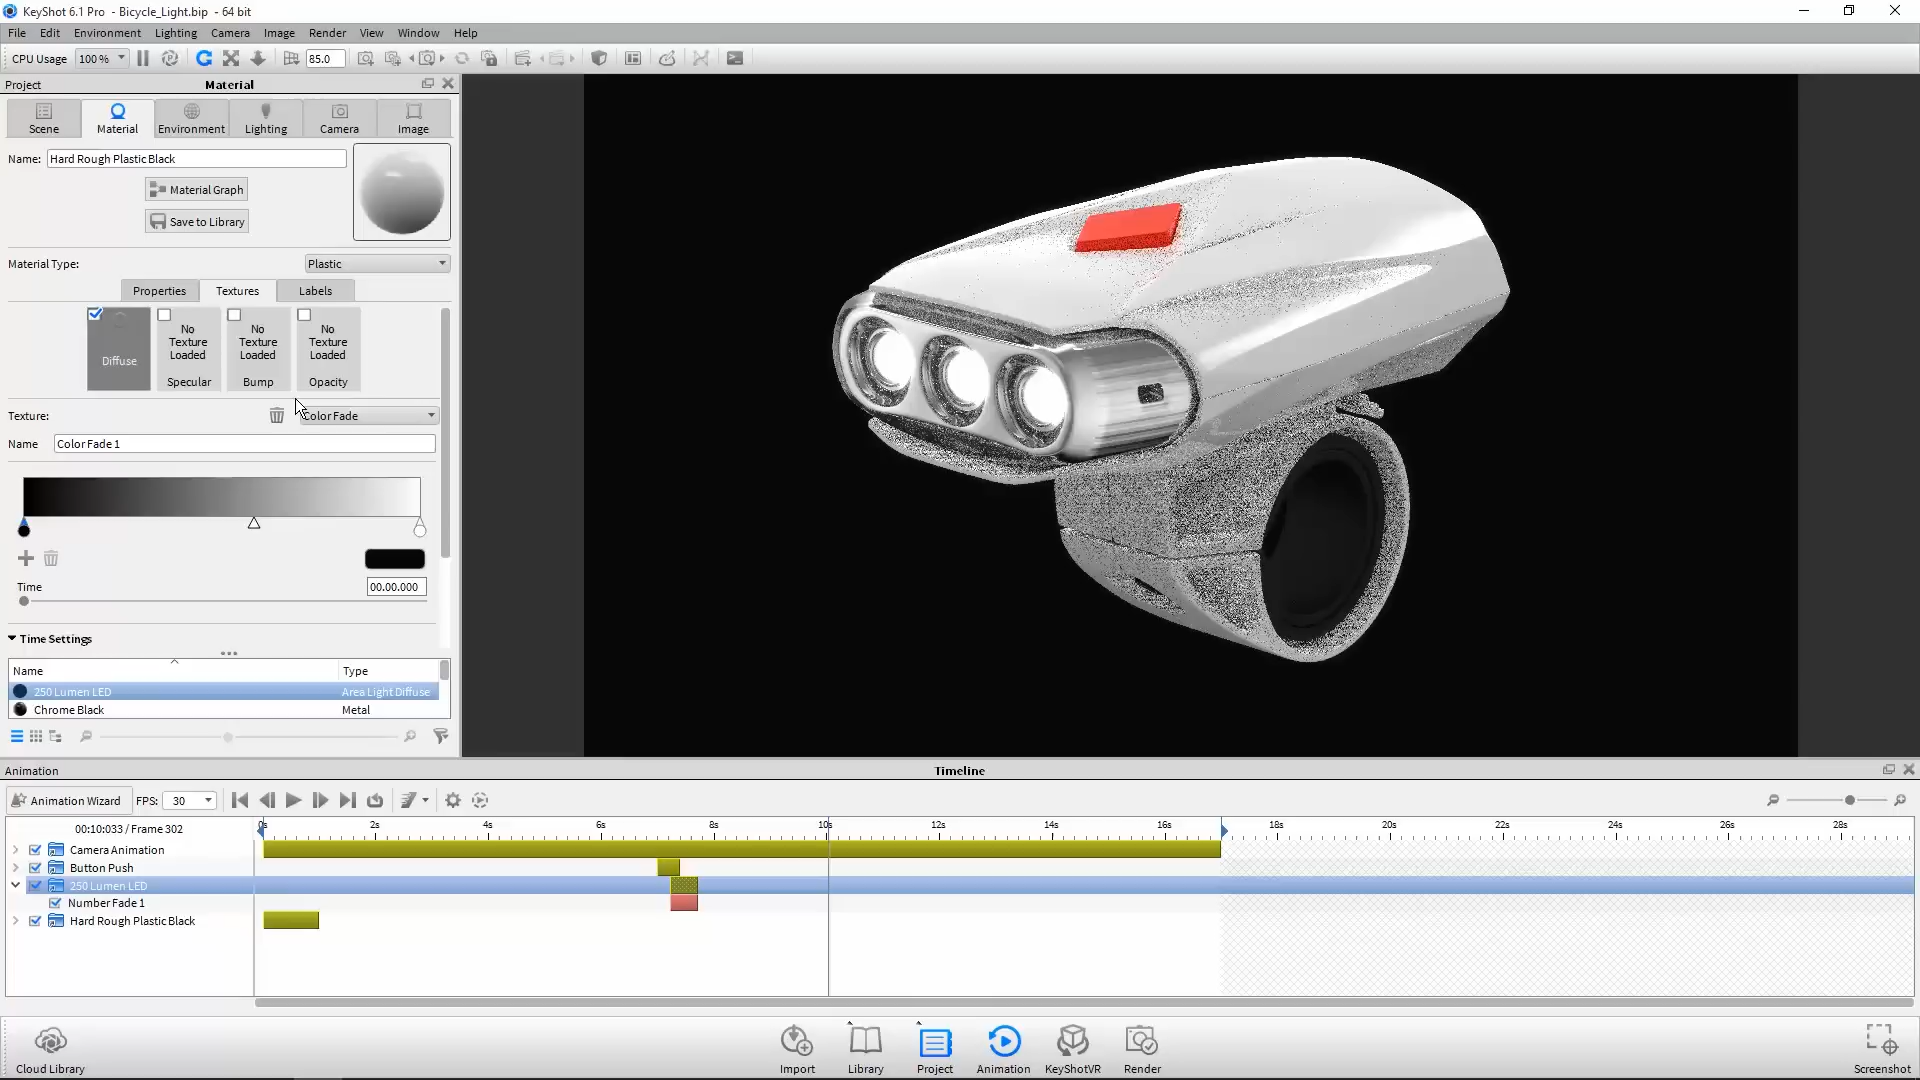 KeyShot 6.1 Pro - Bicycle_Light.bip - 64 bit
File Edit Environment Lighting Camera Image Render View Window Help
CPU Usage 100 % 85.0
Project Material
Scene Material Environment Lighting Camera Image
Name: Hard Rough Plastic Black
Material Graph
Save to Library
Material Type: Plastic
Properties Textures Labels
Diffuse
No Texture Loaded Specular
No Texture Loaded Bump
No Texture Loaded Opacity
Texture: Color Fade
Name Color Fade 1
Time 00.00.000
Time Settings
Name Type
250 Lumen LED Area Light Diffuse
Chrome Black Metal
Animation Timeline
Animation Wizard FPS: 30
00:10:033 / Frame 302
0s 2s 4s 6s 8s 10s 12s 14s 16s 18s 20s 22s 24s 26s 28s
Camera Animation
Button Push
250 Lumen LED
Number Fade 1
Hard Rough Plastic Black
Cloud Library Import Library Project Animation KeyShotVR Render Screenshot